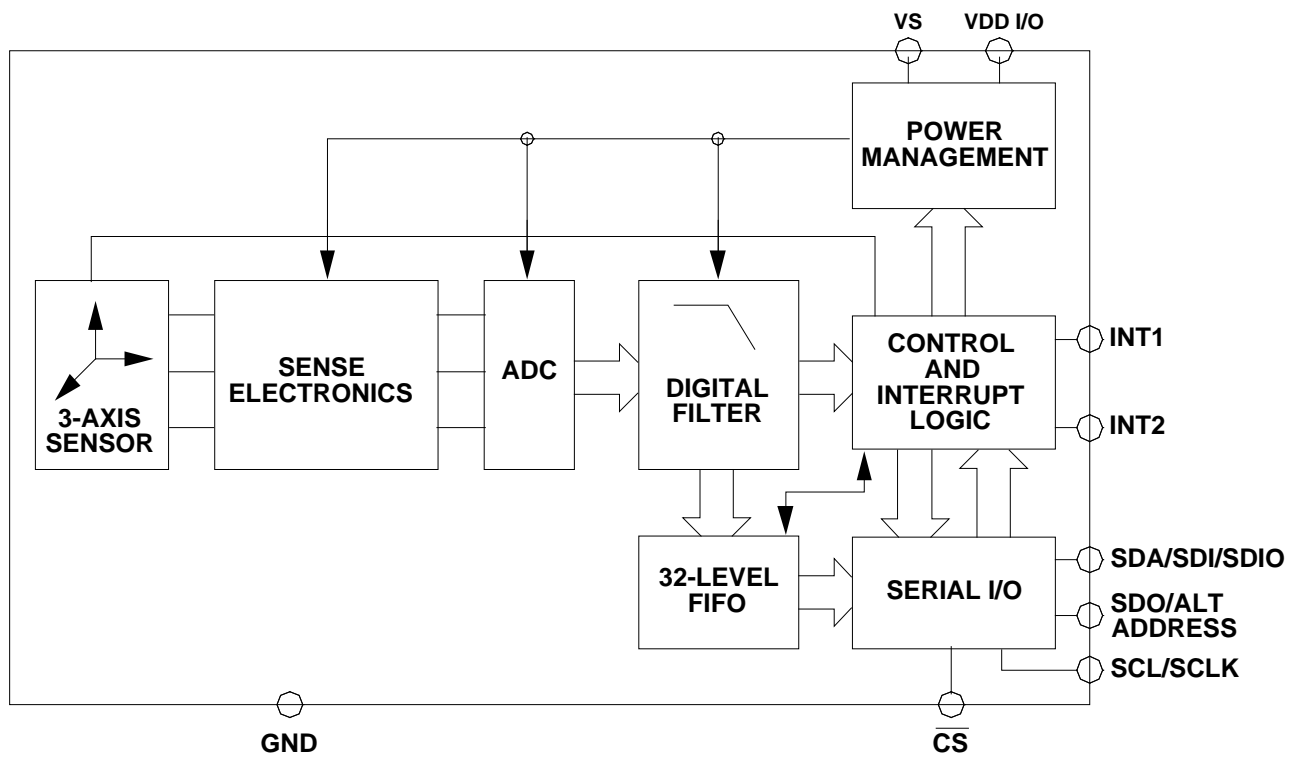 VS
VDD I/O
POWER
MANAGEMENT
3-AXIS
SENSOR
SENSE
ELECTRONICS
ADC
DIGITAL
FILTER
CONTROL
AND
INTERRUPT
LOGIC
INT1
INT2
32-LEVEL
FIFO
SERIAL I/O
SDA/SDI/SDIO
SDO/ALT
ADDRESS
SCL/SCLK
GND
C̅S̅